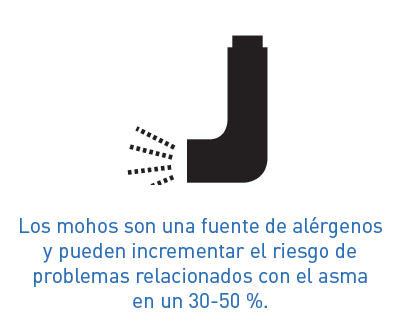 Los mohos son una fuente de alérgenos
y pueden incrementar el riesgo de
problemas relacionados con el asma
en un 30-50 %.